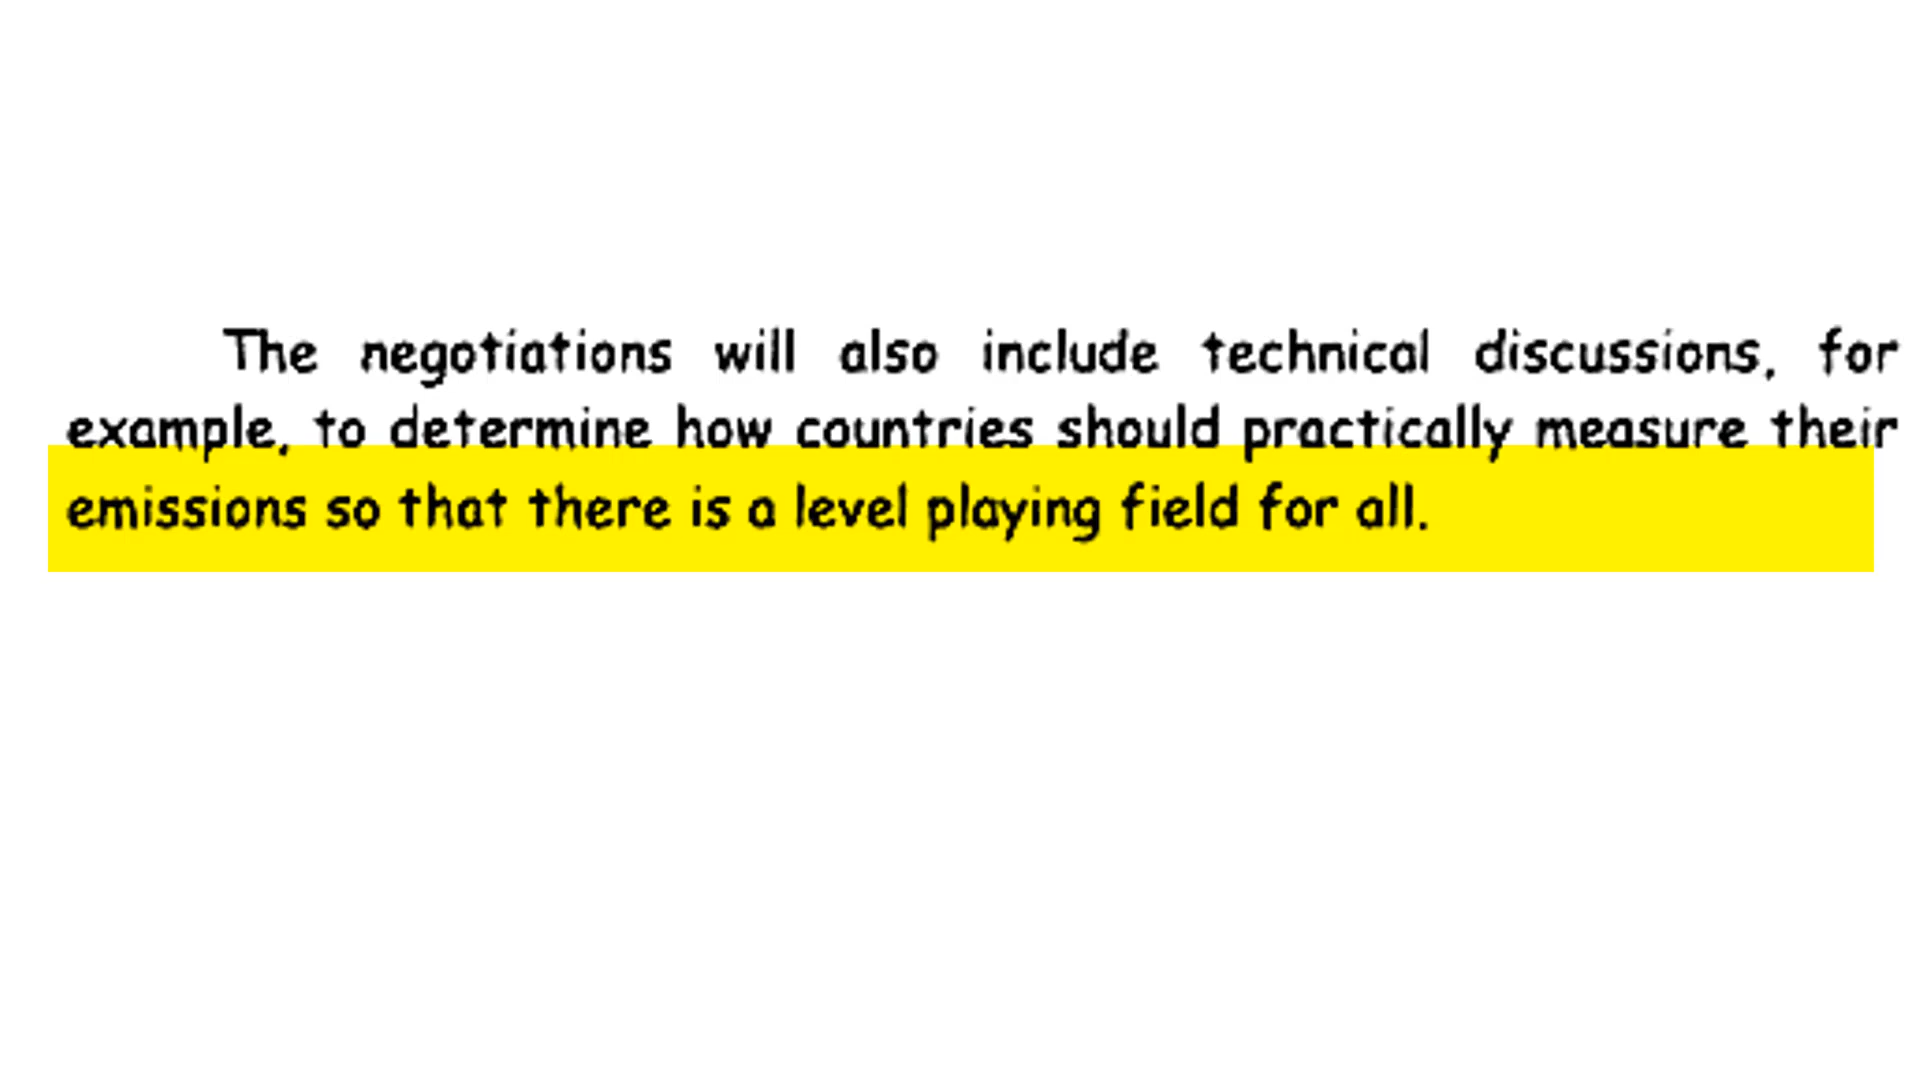 The negotiations will also include technical discussions, for
example, to determine how countries should practically measure their
emissions so that there is a level playing field for all.